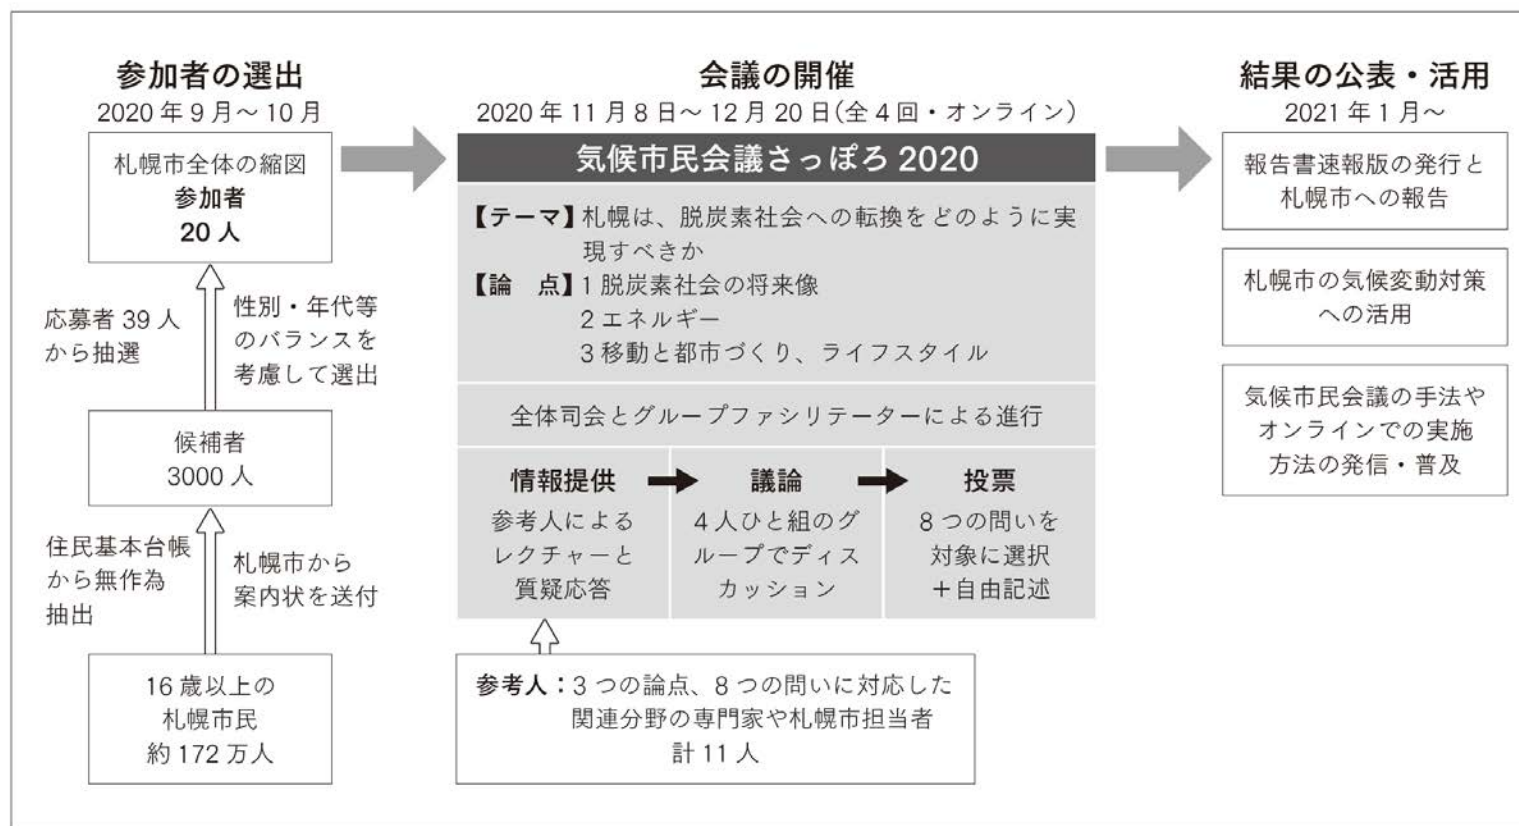 参加者の選出
2020年9月〜10月
札幌市全体の縮図
参加者
20人
応募者39人
から抽選
性別・年代等
のバランスを
考慮して選出
候補者
3000人
住民基本台帳
から無作為
抽出
札幌市から
案内状を送付
16歳以上の
札幌市民
約172万人
会議の開催
2020年11月8日〜12月20日(全4回・オンライン)
気候市民会議さっぽろ2020
【テーマ】札幌は、脱炭素社会への転換をどのように実
現すべきか
【論　点】1 脱炭素社会の将来像
2 エネルギー
3 移動と都市づくり、ライフスタイル
全体司会とグループファシリテーターによる進行
情報提供
参考人による
レクチャーと
質疑応答
議論
4人ひと組のグ
ループでディス
カッション
投票
8つの問いを
対象に選択
＋自由記述
参考人：3つの論点、8つの問いに対応した
関連分野の専門家や札幌市担当者
計11人
結果の公表・活用
2021年1月〜
報告書速報版の発行と
札幌市への報告
札幌市の気候変動対策
への活用
気候市民会議の手法や
オンラインでの実施
方法の発信・普及